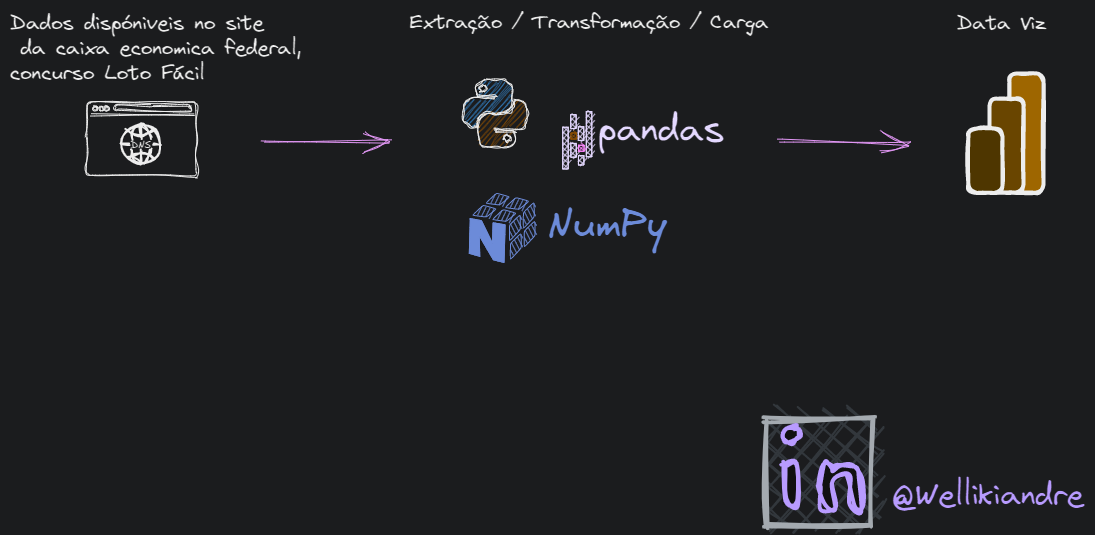 Dados dispóniveis no site
da caixa economica federal,
concurso Loto Fácil
Extração / Transformação / Carga
Data Viz
DNS
pandas
N NumPy
in @Wellikiandre